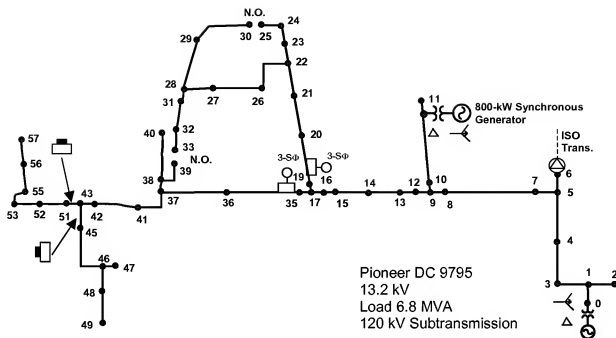 N.O.
30 25 24
29
23
22
28
27 26
31
21
57
40
32
56
33
20
39
N.O.
3-SΦ
3-SΦ
11
800-kW Synchronous
Generator
ISO
Trans.
6
55
38
53 52 51 43 42 41
37 36 35 19 17 16 15 14 13 12 10 9 8 7 5
45
4
46 47
48
49
3 1 2
0
Pioneer DC 9795
13.2 kV
Load 6.8 MVA
120 kV Subtransmission